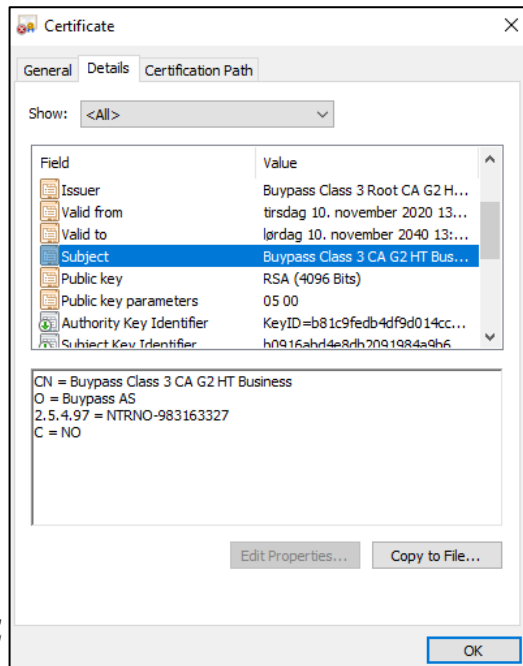 Certificate
General Details Certification Path
Show: <All>
Field Value
Issuer Buypass Class 3 Root CA G2 H...
Valid from tirsdag 10. november 2020 13...
Valid to lørdag 10. november 2040 13:...
Subject Buypass Class 3 CA G2 HT Bus...
Public key RSA (4096 Bits)
Public key parameters 05 00
Authority Key Identifier KeyID=b81c9fedb4df9d014cc...
Subject Key Identifier b0916abd4e8db2091984a9b6
CN = Buypass Class 3 CA G2 HT Business
O = Buypass AS
2.5.4.97 = NTRNO-983163327
C = NO
Edit Properties... Copy to File...
OK